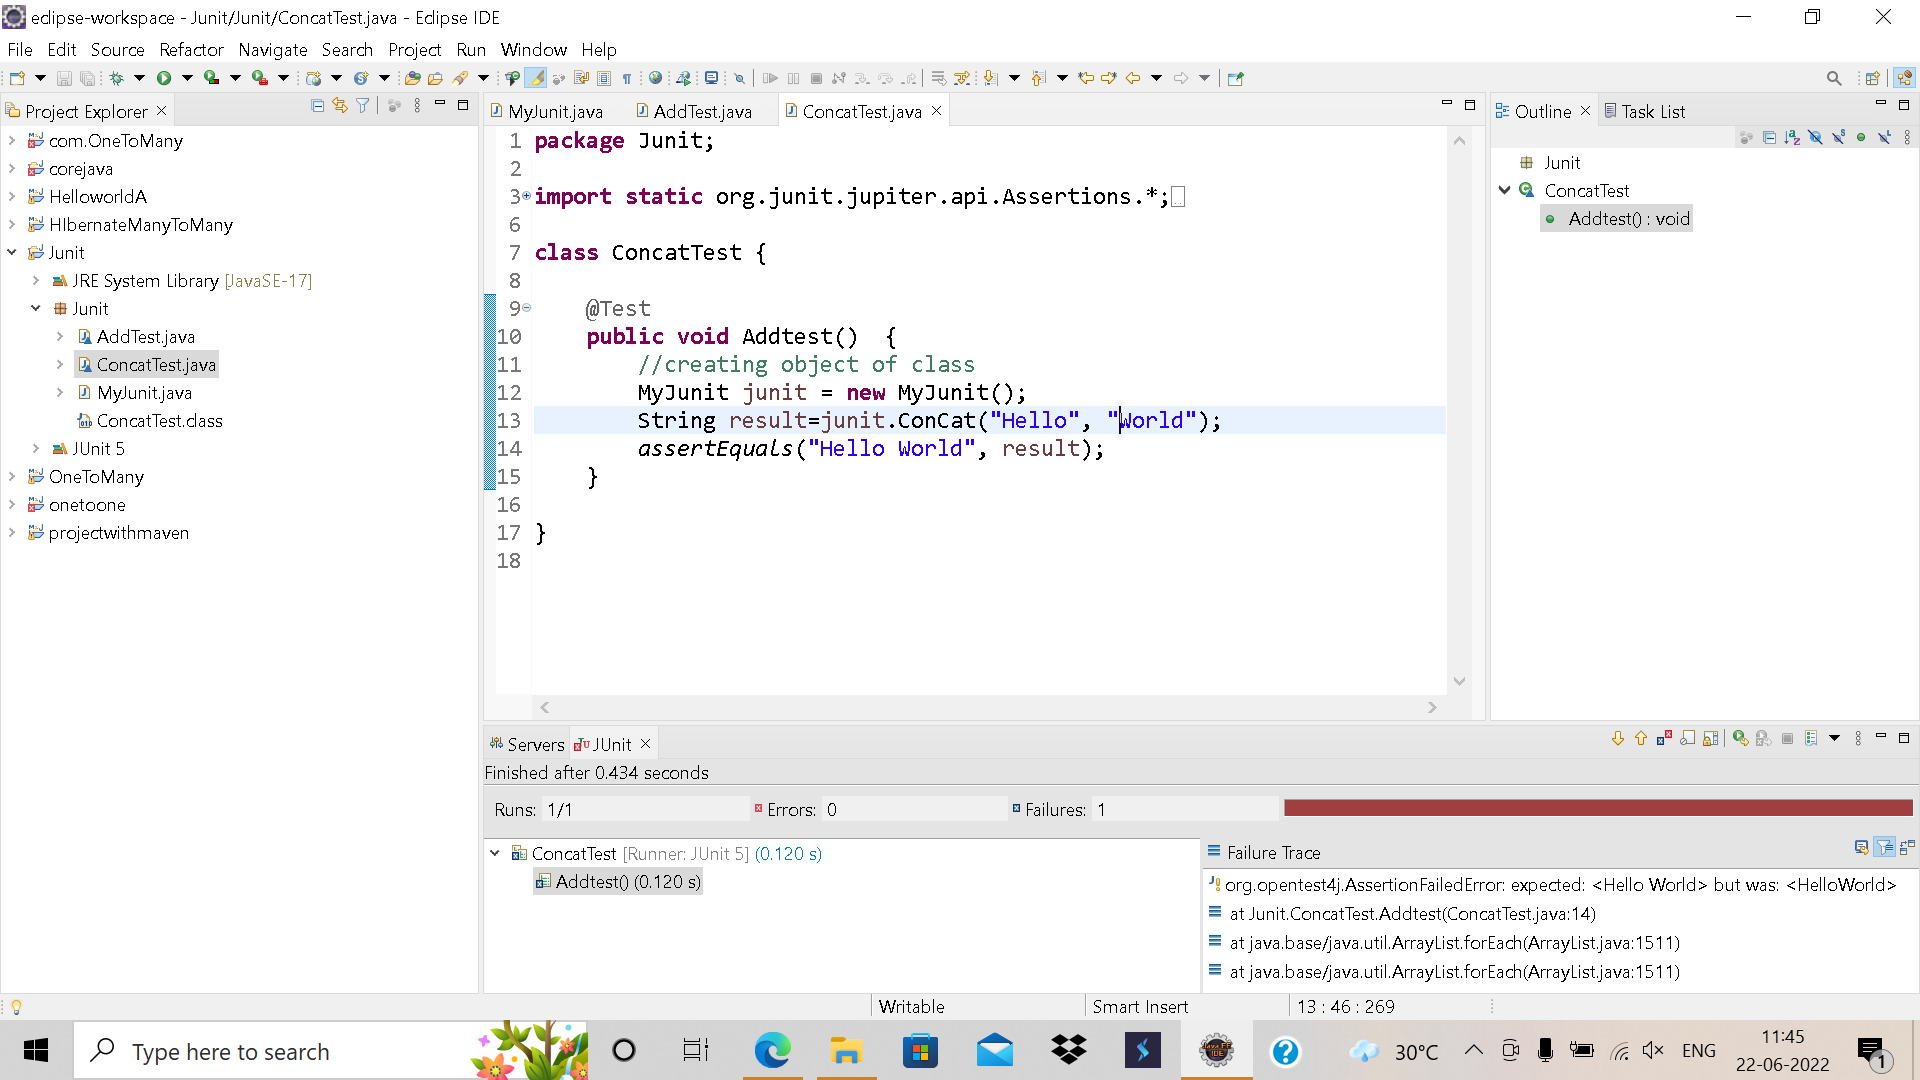 eclipse-workspace - Junit/Junit/ConcatTest.java - Eclipse IDE
File Edit Source Refactor Navigate Search Project Run Window Help
Project Explorer
com.OneToMany
corejava
HelloworldA
HIbernateManyToMany
Junit
JRE System Library [JavaSE-17]
Junit
AddTest.java
ConcatTest.java
MyJunit.java
ConcatTest.class
JUnit 5
OneToMany
onetoone
projectwithmaven
MyJunit.java AddTest.java ConcatTest.java
1 package Junit;
2
3 import static org.junit.jupiter.api.Assertions.*;
6
7 class ConcatTest {
8
9 @Test
10 public void Addtest()  {
11 //creating object of class
12 MyJunit junit = new MyJunit();
13 String result=junit.ConCat("Hello", "World");
14 assertEquals("Hello World", result);
15 }
16
17 }
18
Outline Task List
Junit
ConcatTest
Addtest() : void
Servers JUnit
Finished after 0.434 seconds
Runs: 1/1 Errors: 0 Failures: 1
ConcatTest [Runner: JUnit 5] (0.120 s)
Addtest() (0.120 s)
Failure Trace
org.opentest4j.AssertionFailedError: expected: <Hello World> but was: <HelloWorld>
at Junit.ConcatTest.Addtest(ConcatTest.java:14)
at java.base/java.util.ArrayList.forEach(ArrayList.java:1511)
at java.base/java.util.ArrayList.forEach(ArrayList.java:1511)
Writable Smart Insert 13 : 46 : 269
Type here to search
30°C ENG
11:45
22-06-2022
1